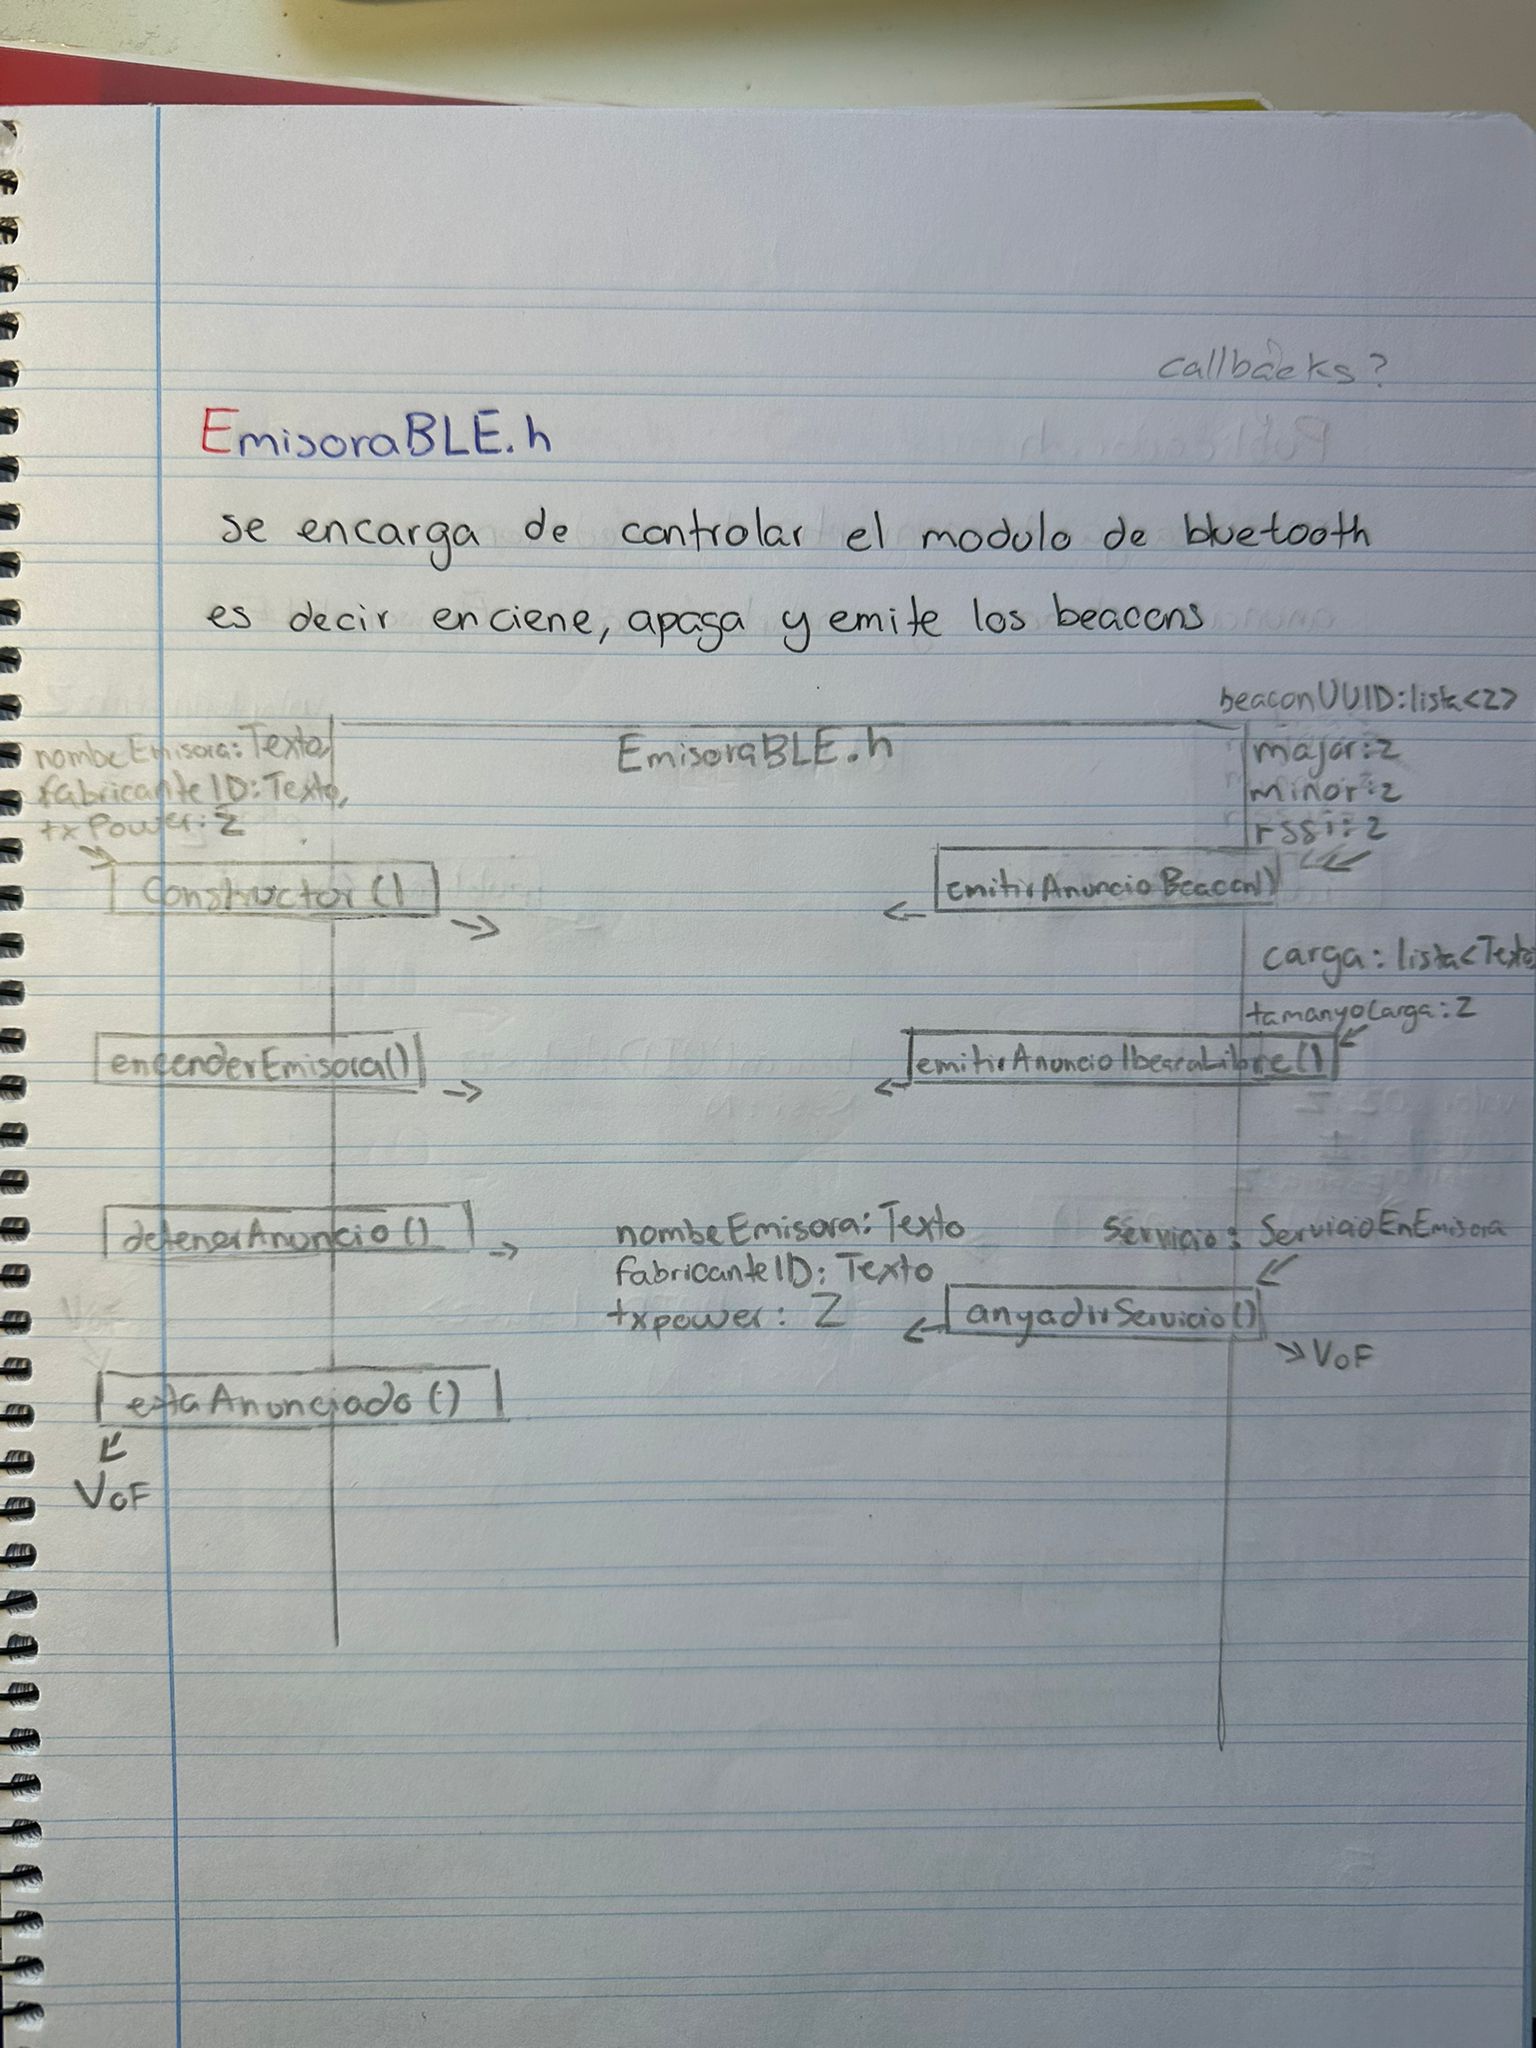 callbacks?
EmisoraBLE.h
se encarga de controlar el modulo de bluetooth
es decir enciene, apaga y emite los beacons
beaconUUID:lista<Z>
major:Z
minor:Z
rssi:Z
nombeEmisora:Texto,
fabricanteID:Texto,
txPower:Z
EmisoraBLE.h
Constructor()
emitirAnuncioBeacon()
carga: lista<Texto
tamanyoCarga:Z
encenderEmisora()
emitirAnuncioIbeacnLibre()
detenerAnuncio()
nombeEmisora: Texto
fabricanteID: Texto
txpower: Z
Servicio: ServicioEnEmisora
anyadirServicio()
VoF
estaAnunciado()
VoF